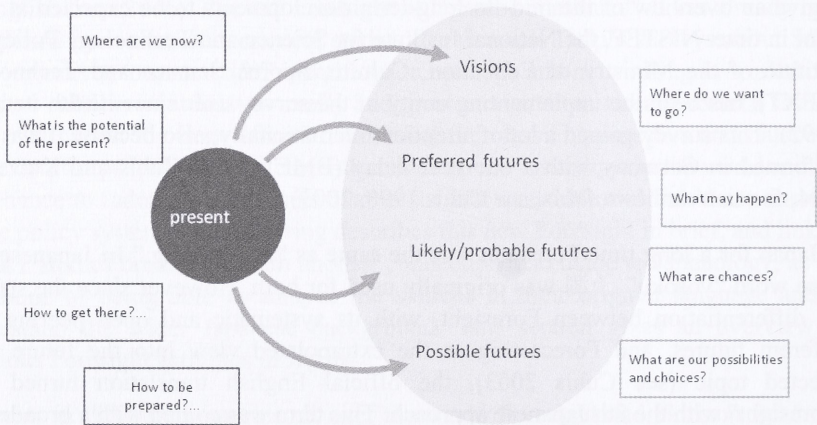 Where are we now?
Visions
Where do we want
to go?
What is the potential
of the present?
Preferred futures
What may happen?
present
Likely/probable futures
What are chances?
How to get there?...
Possible futures
What are our possibilities
and choices?
How to be
prepared?...